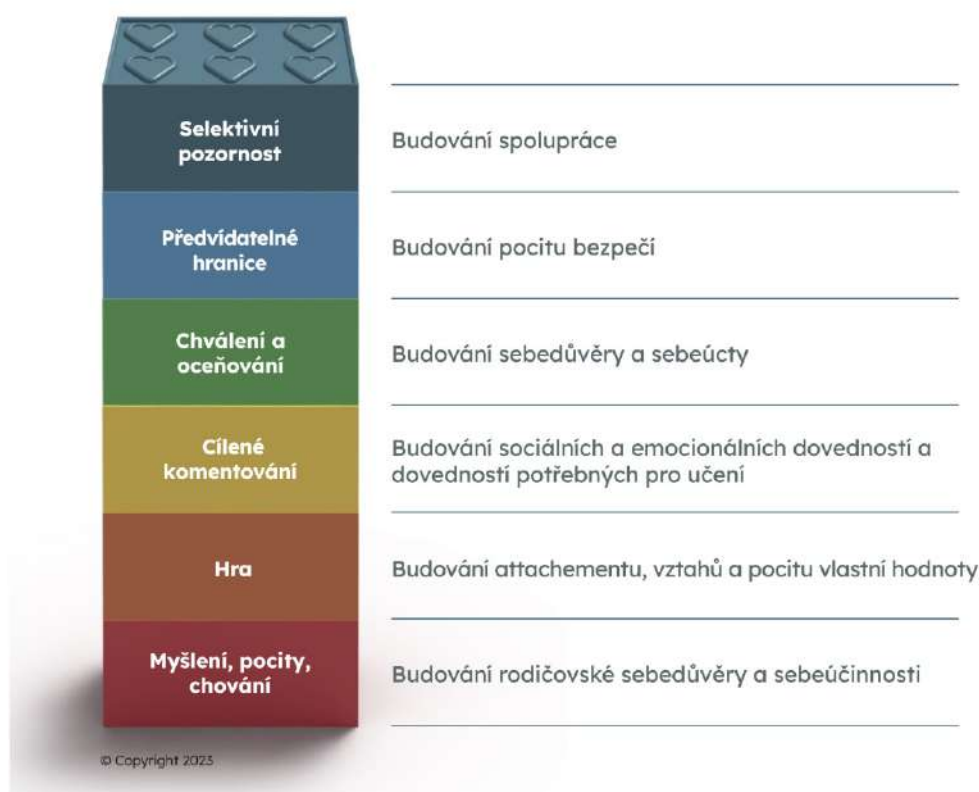 Selektivní
pozornost
Budování spolupráce
Předvídatelné
hranice
Budování pocitu bezpečí
Chválení a
oceňování
Budování sebedůvěry a sebeúcty
Cílené
komentování
Budování sociálních a emocionálních dovedností a
dovedností potřebných pro učení
Hra
Budování attachementu, vztahů a pocitu vlastní hodnoty
Myšlení, pocity,
chování
Budování rodičovské sebedůvěry a sebeúčinnosti
© Copyright 2023